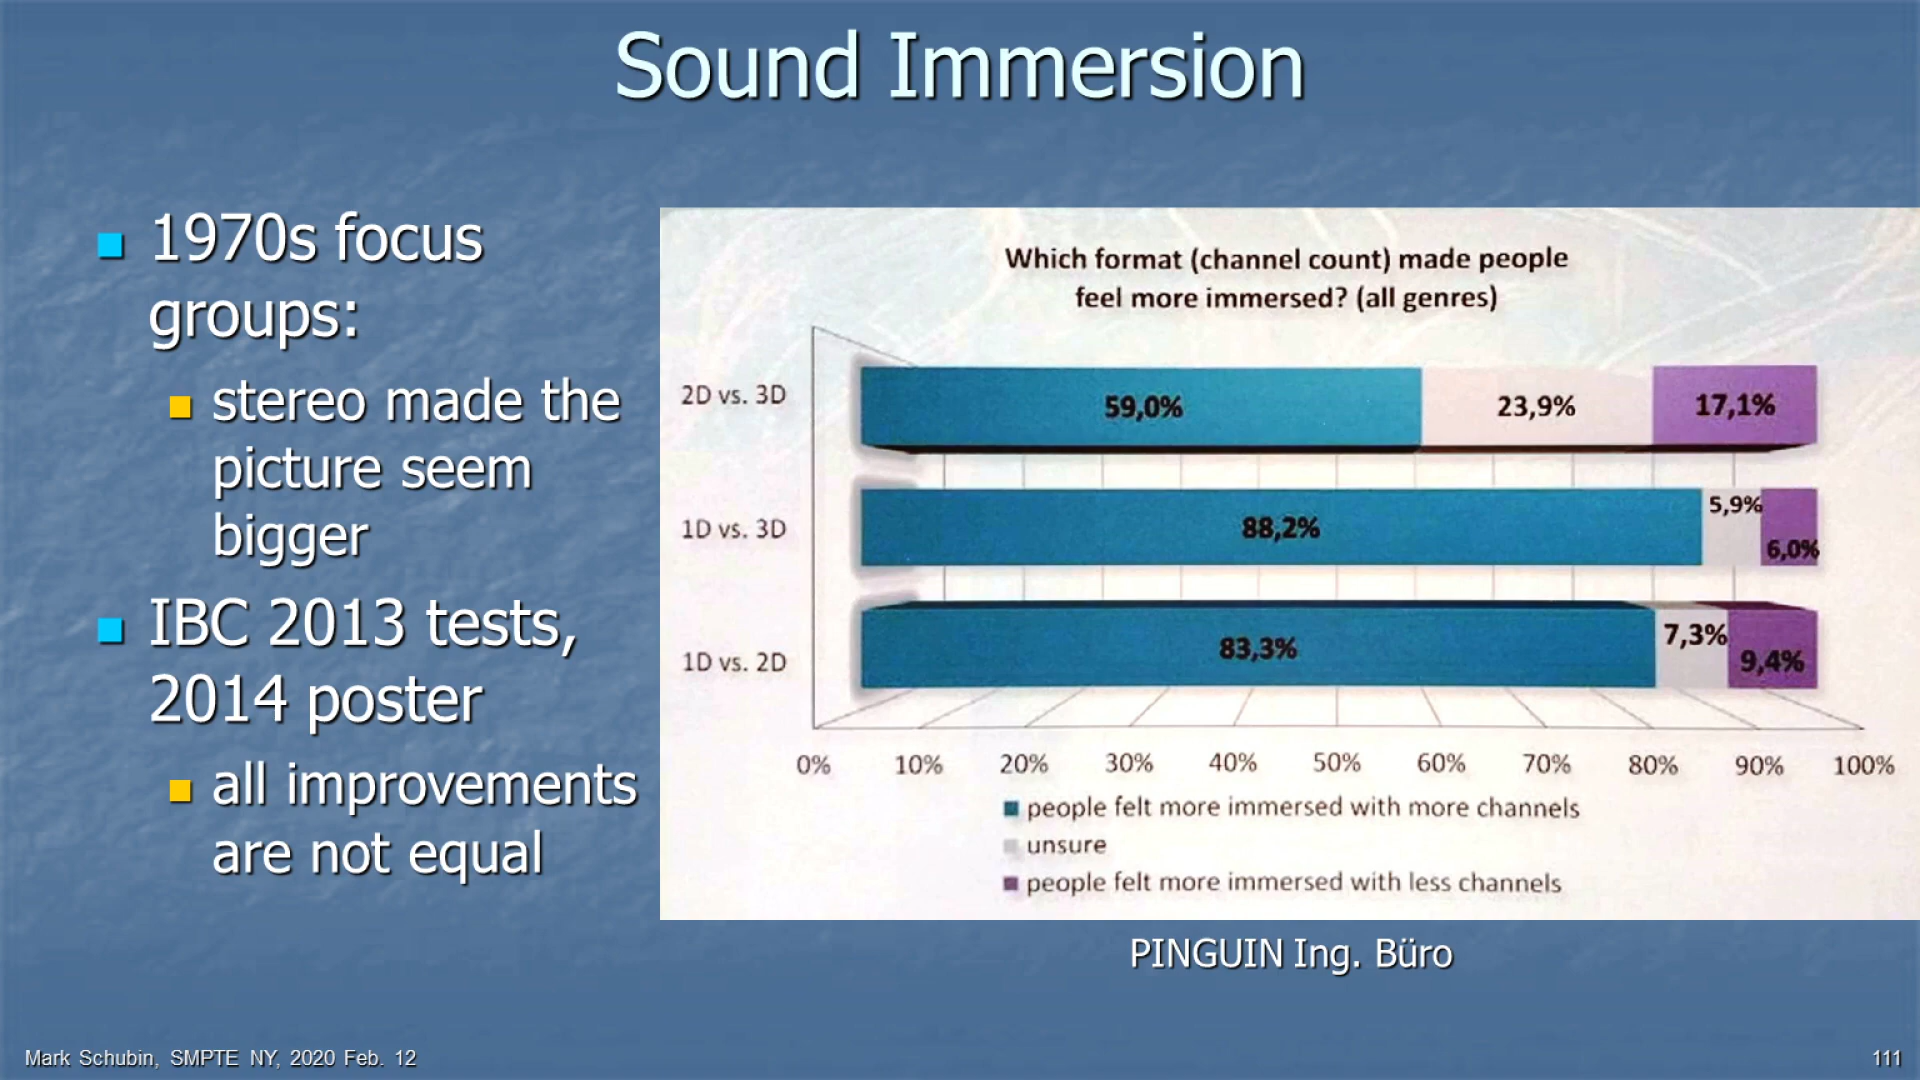 Sound Immersion
1970s focus
groups:
stereo made the
picture seem
bigger
IBC 2013 tests,
2014 poster
all improvements
are not equal
Which format (channel count) made people
feel more immersed? (all genres)
2D vs. 3D
59,0%
23,9%
17,1%
1D vs. 3D
88,2%
5,9%
6,0%
1D vs. 2D
83,3%
7,3%
9,4%
0% 10% 20% 30% 40% 50% 60% 70% 80% 90% 100%
people felt more immersed with more channels
unsure
people felt more immersed with less channels
PINGUIN Ing. Büro
Mark Schubin, SMPTE NY, 2020 Feb. 12
111